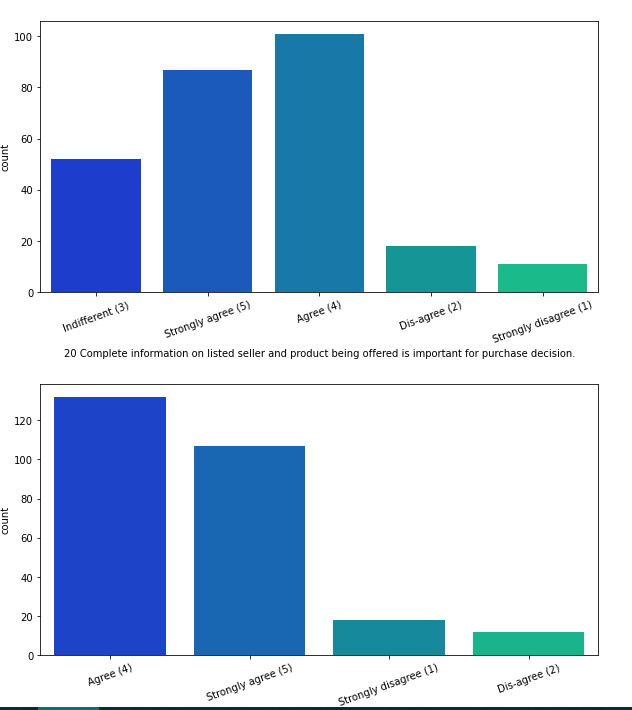 100
80
60
40
20
0
count
Indifferent (3)
Strongly agree (5)
Agree (4)
Dis-agree (2)
Strongly disagree (1)
20 Complete information on listed seller and product being offered is important for purchase decision.
120
100
80
60
40
20
0
count
Agree (4)
Strongly agree (5)
Strongly disagree (1)
Dis-agree (2)